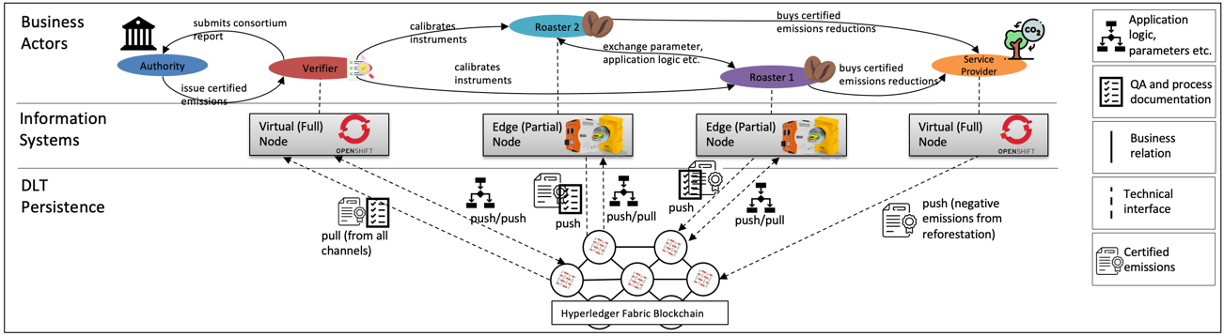 Business
Actors
submits consortium
report
Authority
issue certified
emissions
Verifier
calibrates
instruments
calibrates
instruments
Roaster 2
exchange parameter,
application logic etc.
Roaster 1
buys certified
emissions reductions
buys certified
emissions reductions
CO2
Service
Provider
Information
Systems
Virtual (Full)
Node
OPENSHIFT
Edge (Partial)
Node
Edge (Partial)
Node
Virtual (Full)
Node
OPENSHIFT
DLT
Persistence
pull (from all
channels)
push/push
push
push/pull
push
push/pull
push (negative
emissions from
reforestation)
Hyperledger Fabric Blockchain
Application
logic,
parameters etc.
QA and process
documentation
Business
relation
Technical
interface
Certified
emissions